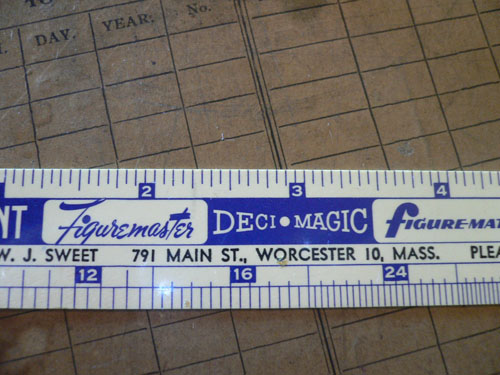 DAY. YEAR. No.
2 3 4
NT Figuremaster DECI•MAGIC FIGURE-MAT
W. J. SWEET 791 MAIN ST., WORCESTER 10, MASS. PLEA
12 16 24